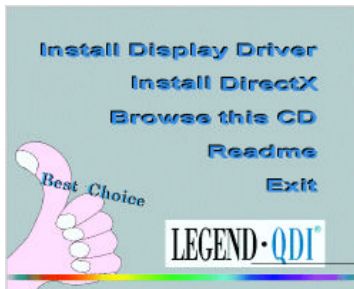 Install Display Driver
Install DirectX
Browse this CD
Readme
Exit
Best Choice
LEGEND·QDI®